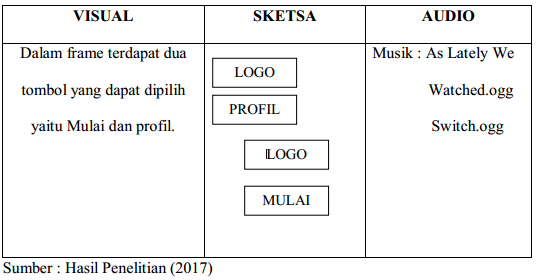 VISUAL SKETSA AUDIO
Dalam frame terdapat dua
tombol yang dapat dipilih
yaitu Mulai dan profil.
LOGO
PROFIL
LOGO
MULAI
Musik : As Lately We
Watched.ogg
Switch.ogg
Sumber : Hasil Penelitian (2017)